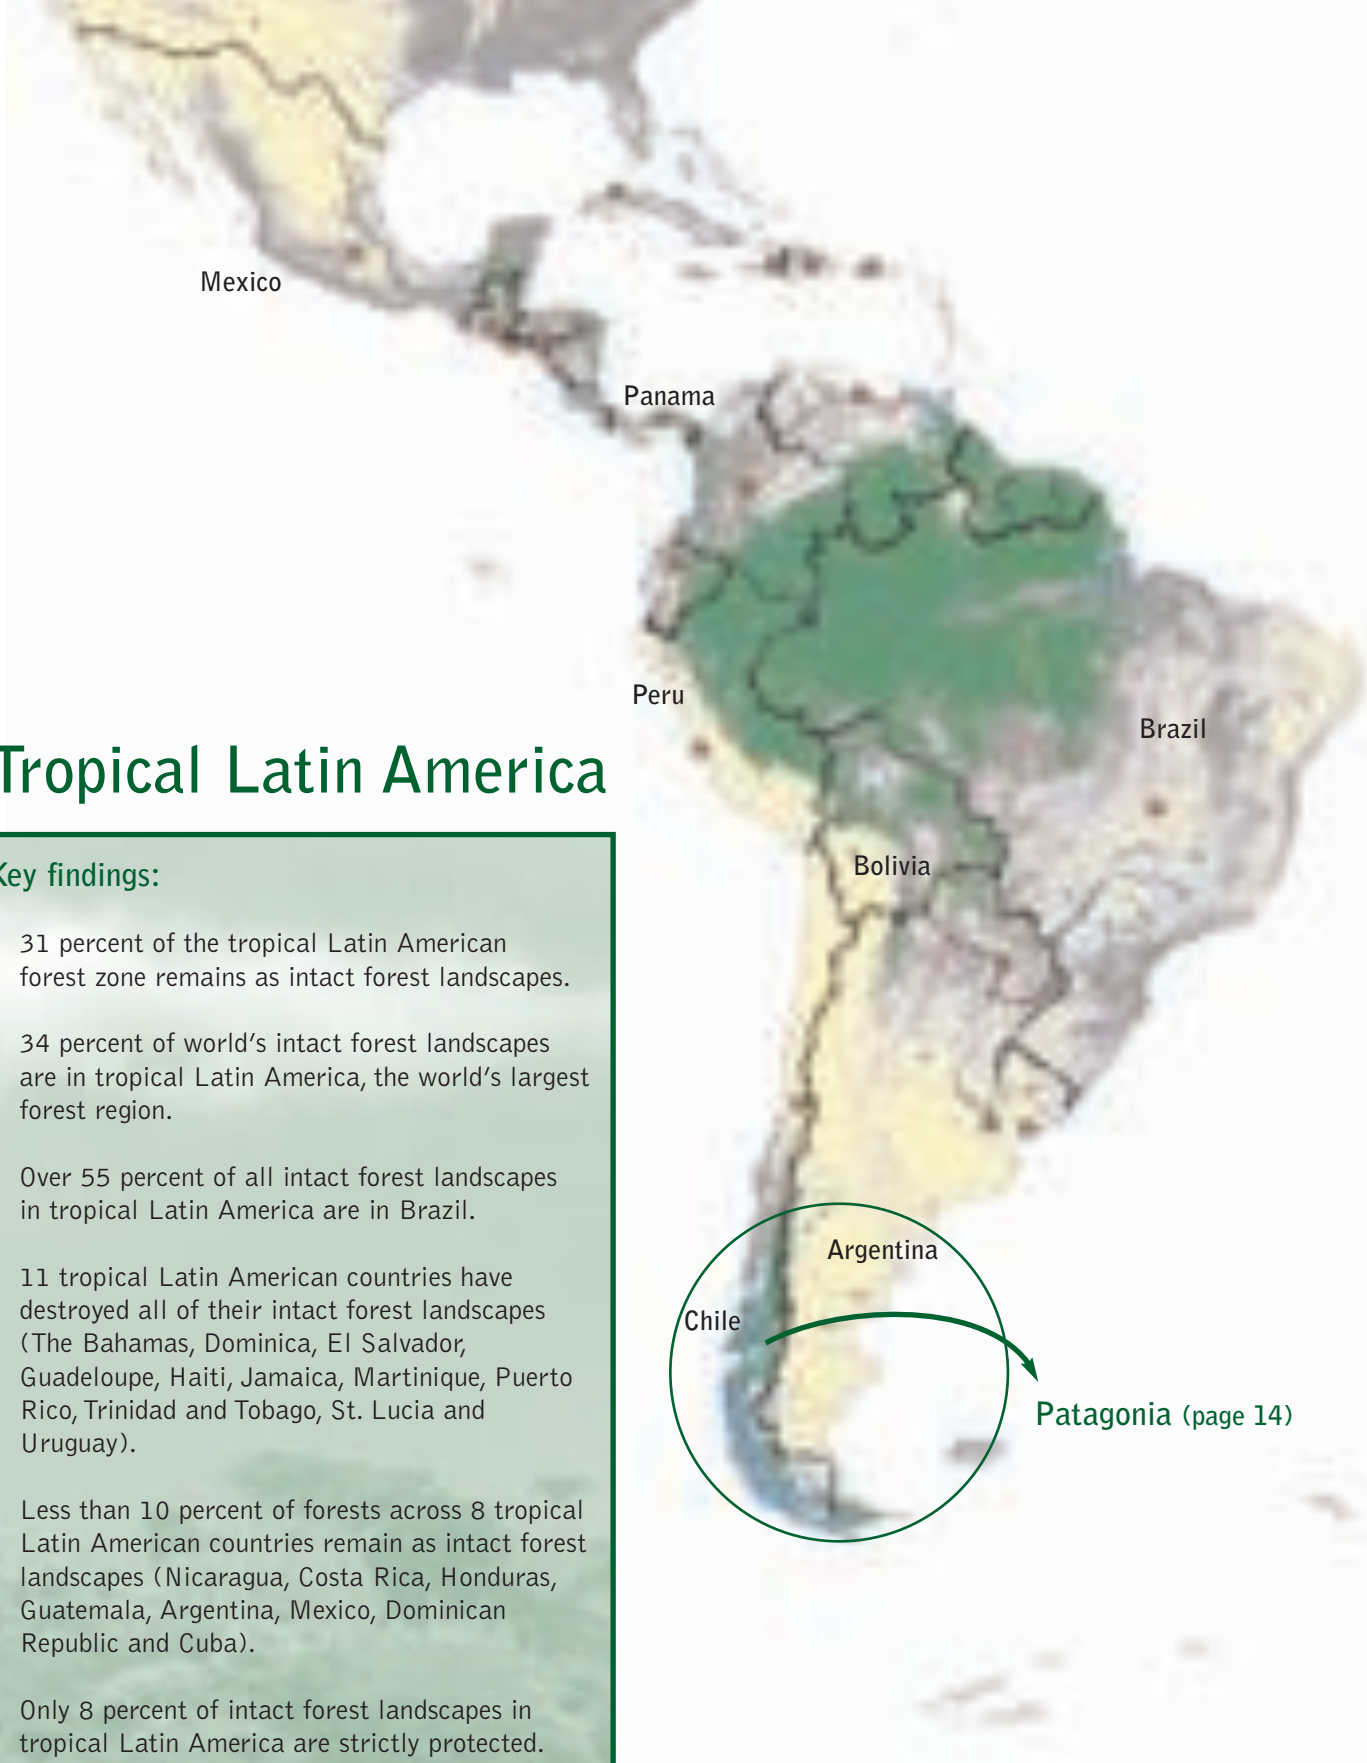 Mexico
Panama
Peru
Brazil
Tropical Latin America
Bolivia
Key findings:
31 percent of the tropical Latin American
forest zone remains as intact forest landscapes.
34 percent of world's intact forest landscapes
are in tropical Latin America, the world's largest
forest region.
Over 55 percent of all intact forest landscapes
in tropical Latin America are in Brazil.
11 tropical Latin American countries have
destroyed all of their intact forest landscapes
(The Bahamas, Dominica, El Salvador,
Guadeloupe, Haiti, Jamaica, Martinique, Puerto
Rico, Trinidad and Tobago, St. Lucia and
Uruguay).
Less than 10 percent of forests across 8 tropical
Latin American countries remain as intact forest
landscapes (Nicaragua, Costa Rica, Honduras,
Guatemala, Argentina, Mexico, Dominican
Republic and Cuba).
Only 8 percent of intact forest landscapes in
tropical Latin America are strictly protected.
Argentina
Chile
Patagonia (page 14)